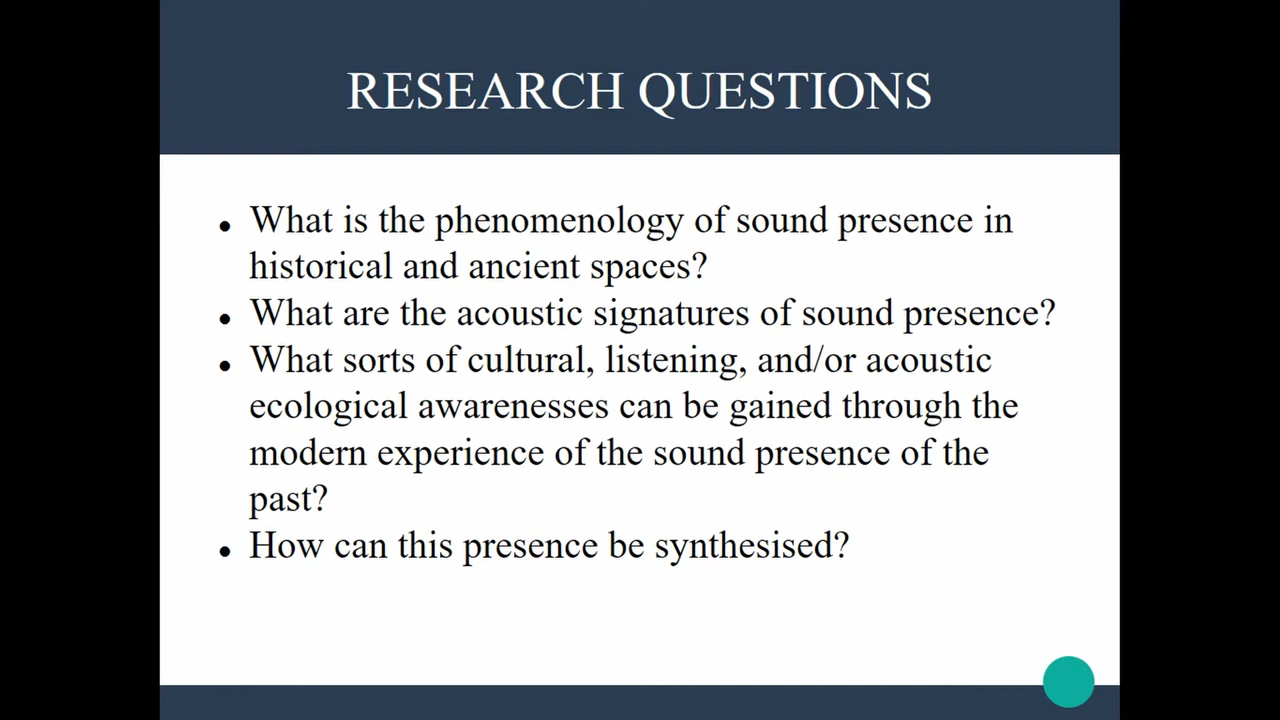 RESEARCH QUESTIONS
• What is the phenomenology of sound presence in
historical and ancient spaces?
• What are the acoustic signatures of sound presence?
• What sorts of cultural, listening, and/or acoustic
ecological awarenesses can be gained through the
modern experience of the sound presence of the
past?
• How can this presence be synthesised?